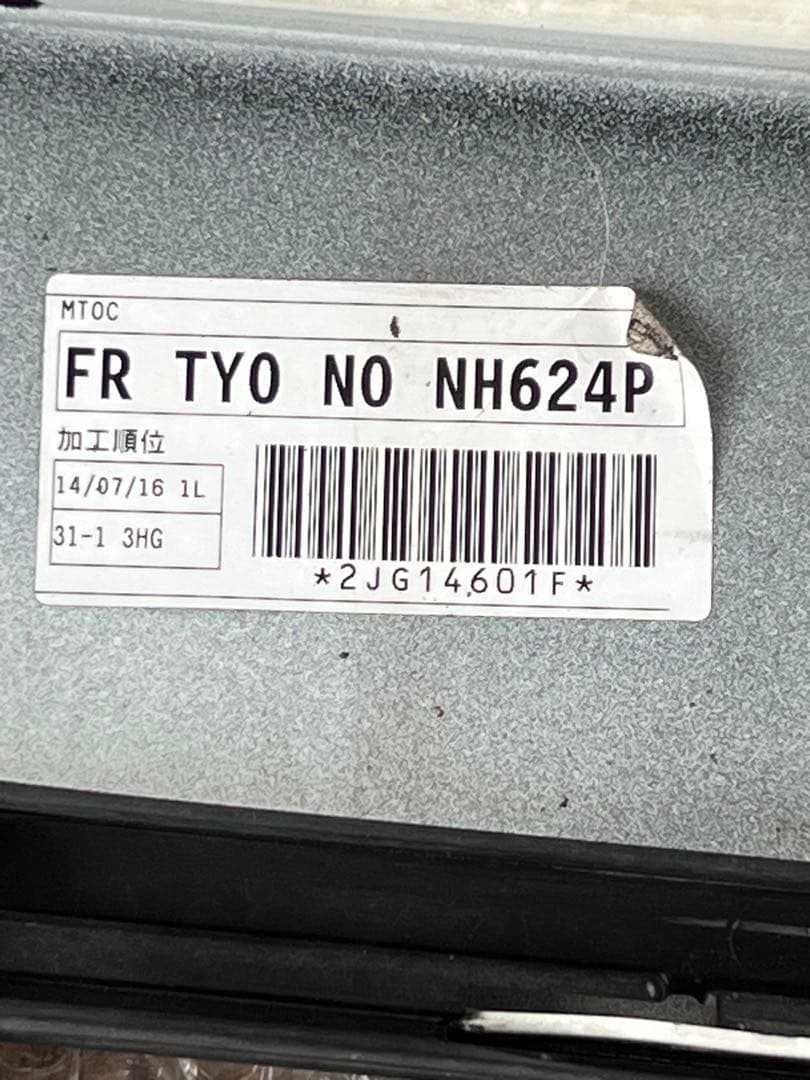 MTOC
FR TYO NO NH624P
加工順位
14/07/16 1L
31-1 3HG
*2JG14601F*